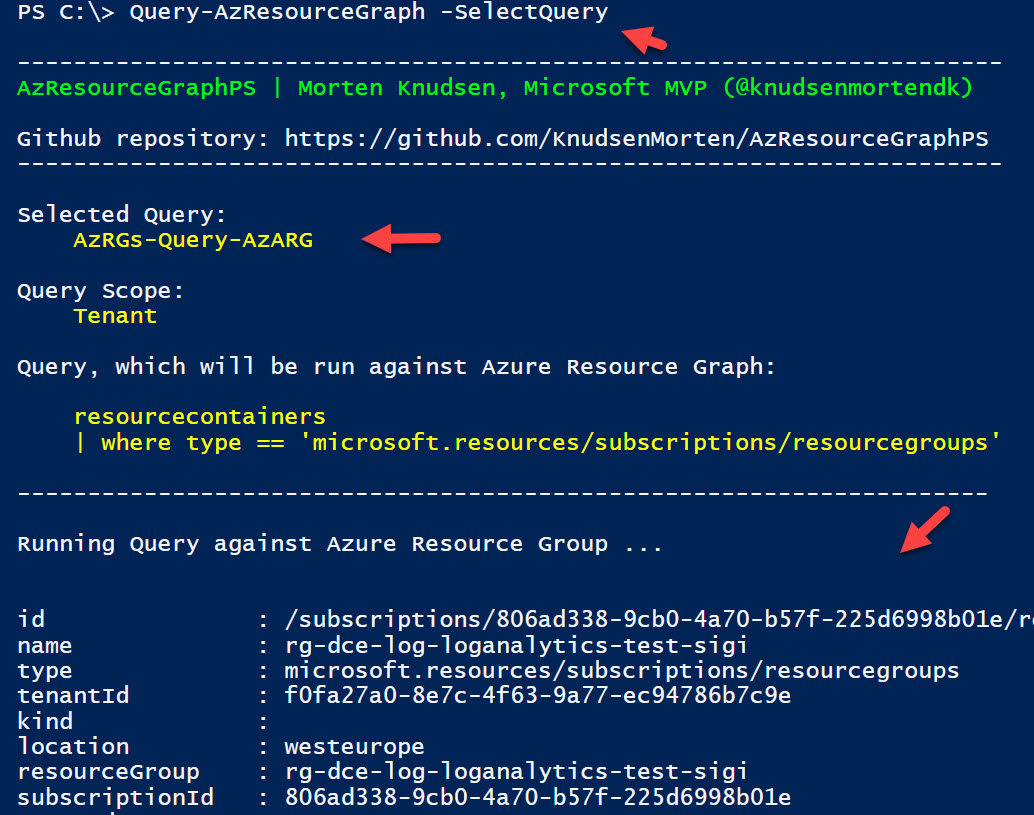 PS C:\> Query-AzResourceGraph -SelectQuery
----------------------------------------------------------------------
AzResourceGraphPS | Morten Knudsen, Microsoft MVP (@knudsenmortendk)
Github repository: https://github.com/KnudsenMorten/AzResourceGraphPS
----------------------------------------------------------------------
Selected Query:
AzRGs-Query-AzARG
Query Scope:
Tenant
Query, which will be run against Azure Resource Graph:
resourcecontainers
| where type == 'microsoft.resources/subscriptions/resourcegroups'
---------------------------------------------------------------------
Running Query against Azure Resource Group ...
id : /subscriptions/806ad338-9cb0-4a70-b57f-225d6998b01e/r
name : rg-dce-log-loganalytics-test-sigi
type : microsoft.resources/subscriptions/resourcegroups
tenantId : f0fa27a0-8e7c-4f63-9a77-ec94786b7c9e
kind :
location : westeurope
resourceGroup : rg-dce-log-loganalytics-test-sigi
subscriptionId : 806ad338-9cb0-4a70-b57f-225d6998b01e